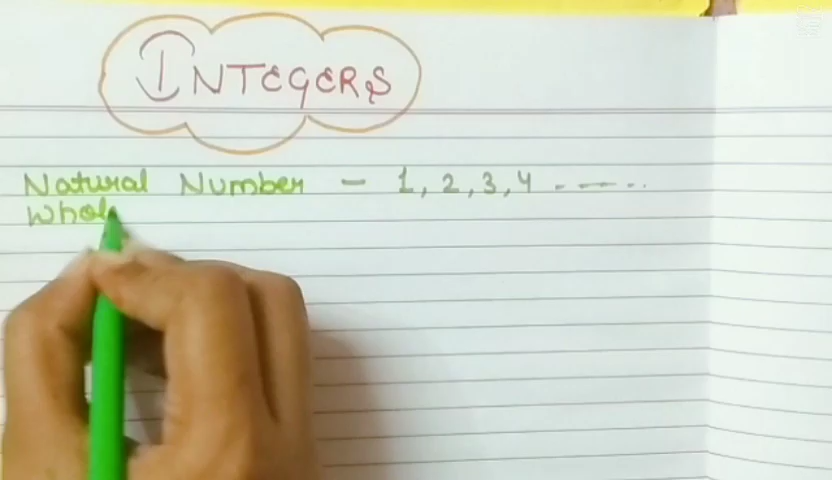 INTEGERS
Natural Number - 1, 2, 3, 4 - - - - ..
Whol